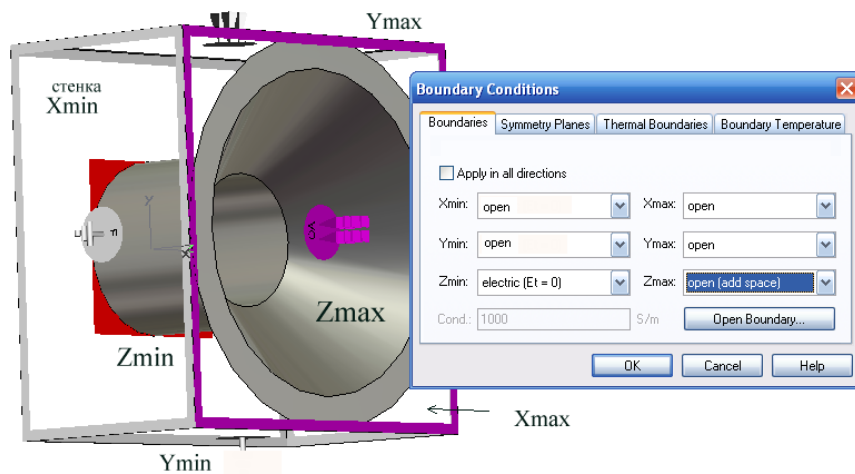 Ymax
стенка
Xmin
Zmin
Zmax
Xmax
Ymin
Y
Boundary Conditions
Boundaries
Symmetry Planes
Thermal Boundaries
Boundary Temperature
Apply in all directions
Xmin: open
Xmax: open
Ymin: open
Ymax: open
Zmin: electric (Et = 0)
Zmax: open (add space)
Cond.: 1000 S/m
Open Boundary...
OK
Cancel
Help